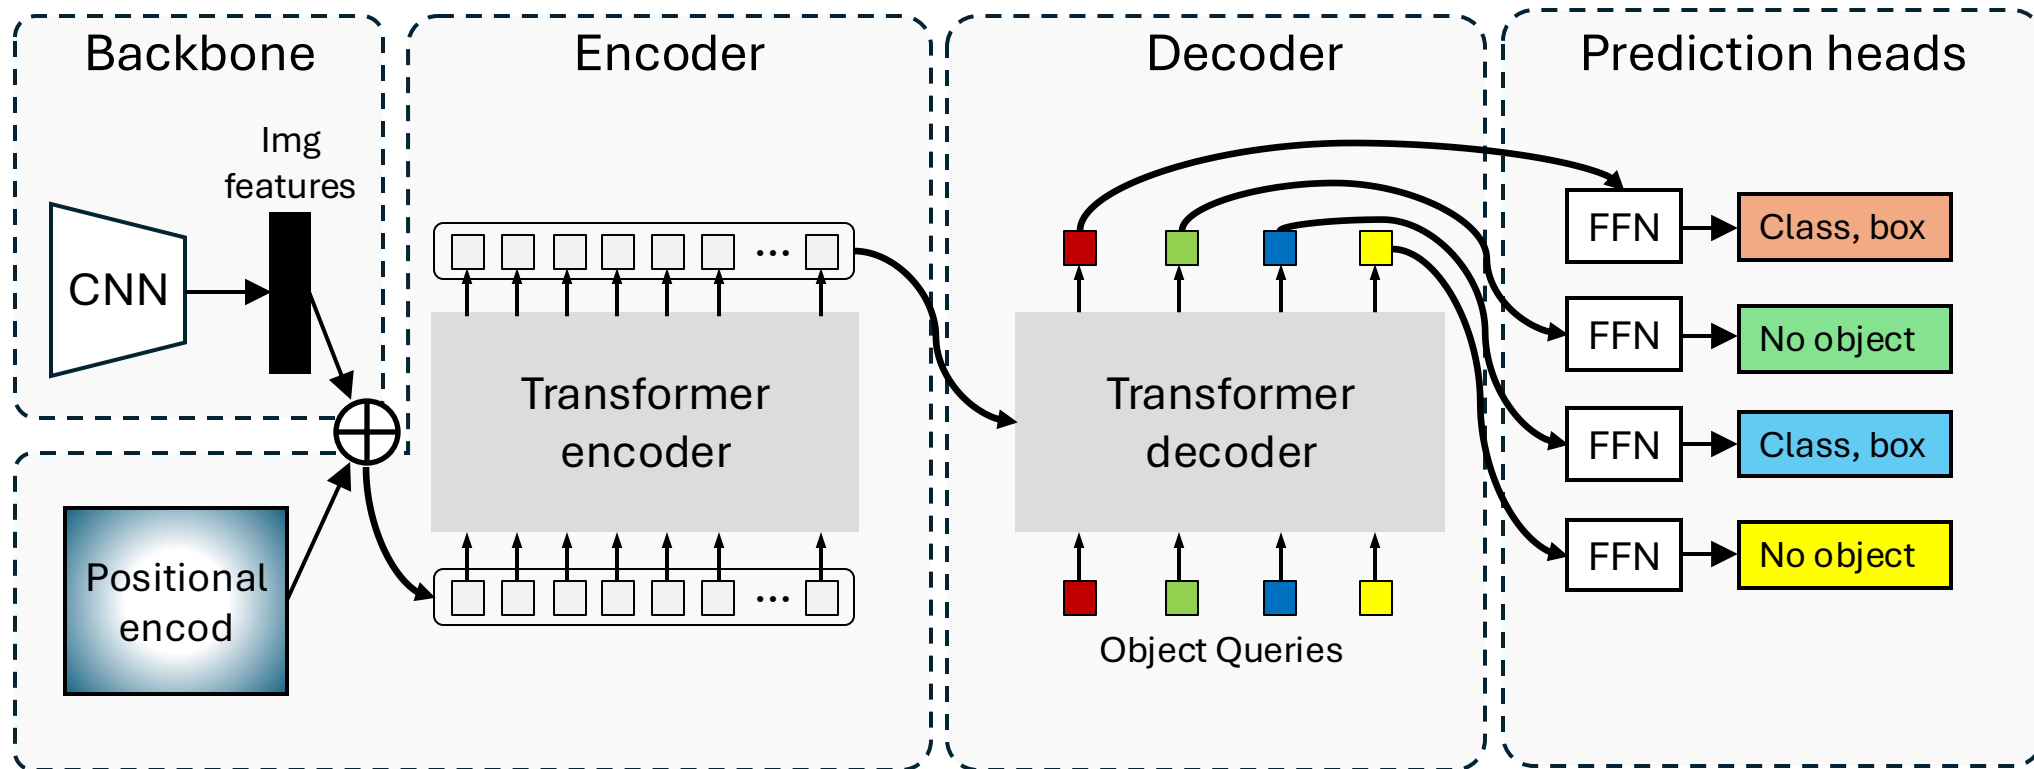 Backbone
Encoder
Decoder
Prediction heads
Img
features
CNN
Positional
encod
Transformer
encoder
...
...
Transformer
decoder
Object Queries
FFN
Class, box
FFN
No object
FFN
Class, box
FFN
No object